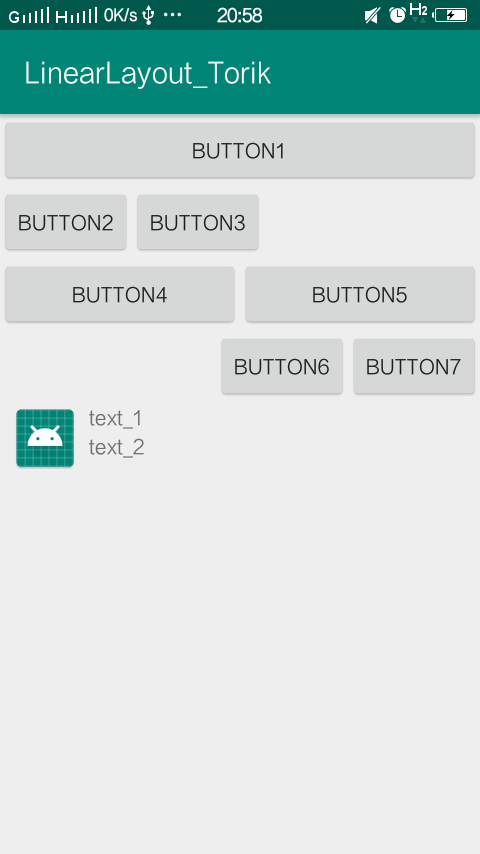 G H 0K/s ... 20:58 H2
LinearLayout_Torik
BUTTON1
BUTTON2 BUTTON3
BUTTON4 BUTTON5
BUTTON6 BUTTON7
text_1
text_2